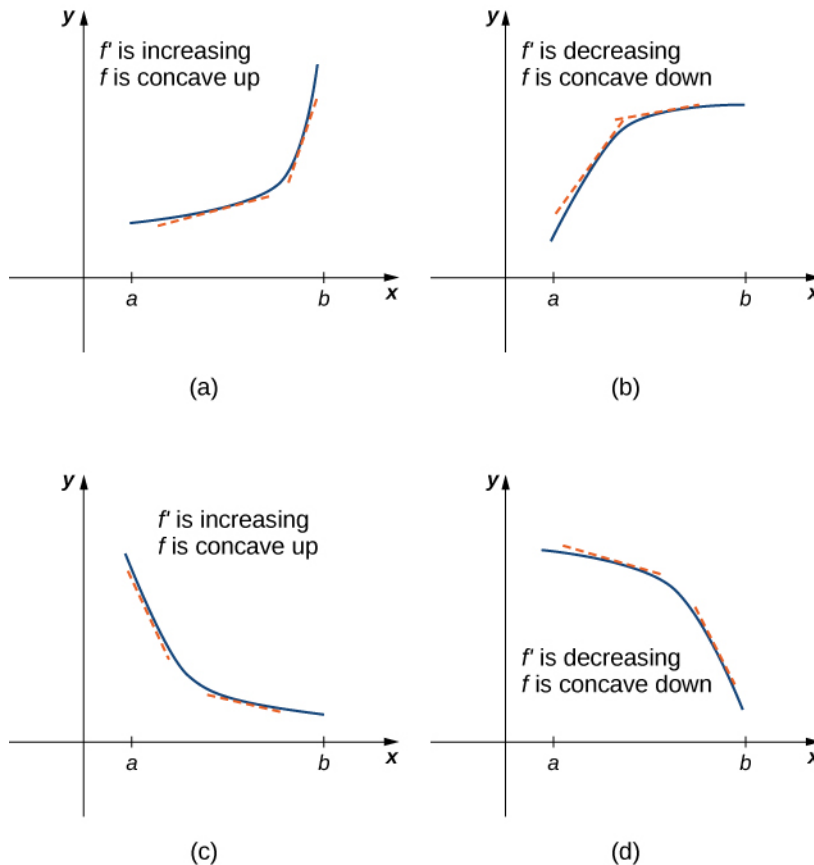 y
f' is increasing
f is concave up
a
b
x
(a)
y
f' is decreasing
f is concave down
a
b
x
(b)
y
f' is increasing
f is concave up
a
b
x
(c)
y
f' is decreasing
f is concave down
a
b
x
(d)